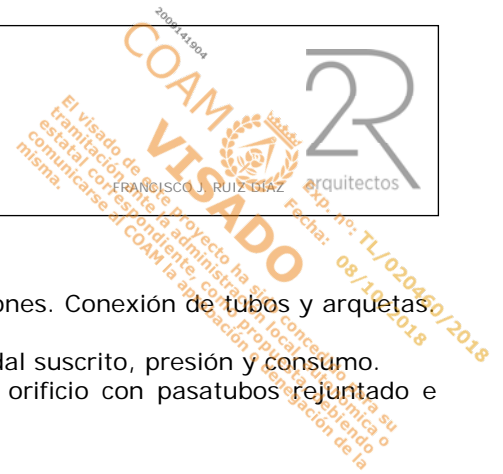 2009141904
COAM
VISADO
2R
arquitectos
FRANCISCO J. RUIZ DÍAZ
Exp. nº: TL/020460/2018
Fecha: 08/10/2018
El visado de este proyecto ha sido concedido para su
tramitación ante la administración local, autonómica o
estatal correspondiente, como propuesta, debiendo
comunicarse al COAM la aprobación o denegación de la
misma.
ones. Conexión de tubos y arquetas.
dal suscrito, presión y consumo.
orificio con pasatubos rejuntado e